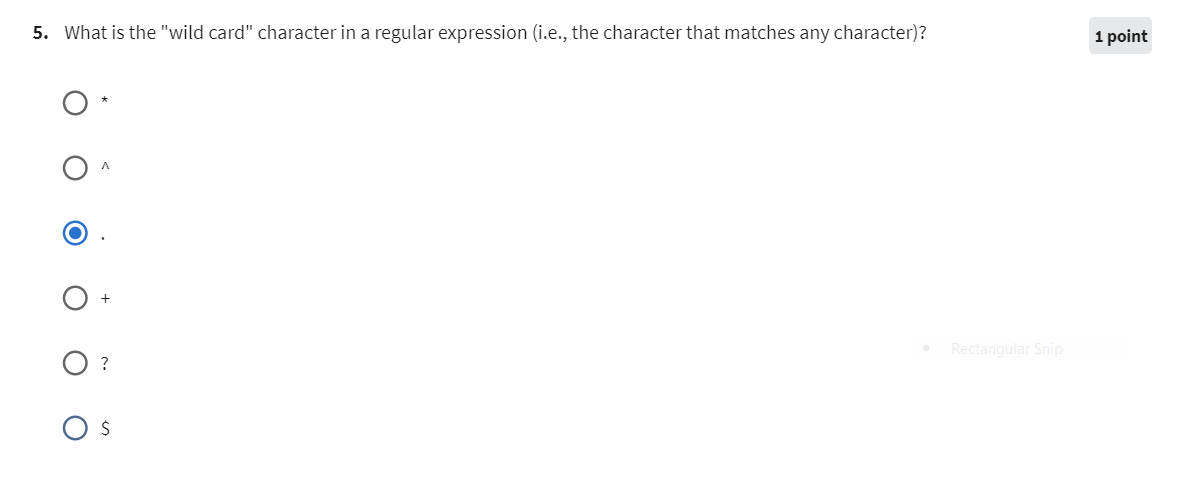 5. What is the "wild card" character in a regular expression (i.e., the character that matches any character)?
1 point
*
^
.
+
?
$
Rectangular Snip